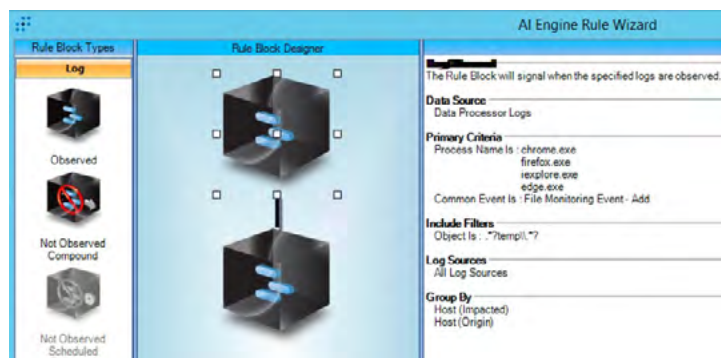 AI Engine Rule Wizard
Rule Block Types
Log
Observed
Not Observed
Compound
Not Observed
Scheduled
Rule Block Designer
The Rule Block will signal when the specified logs are observed.
Data Source
Data Processor Logs
Primary Criteria
Process Name Is : chrome.exe
firefox.exe
iexplore.exe
edge.exe
Common Event Is : File Monitoring Event - Add
Include Filters
Object Is : .*?temp\\.*?
Log Sources
All Log Sources
Group By
Host (Impacted)
Host (Origin)